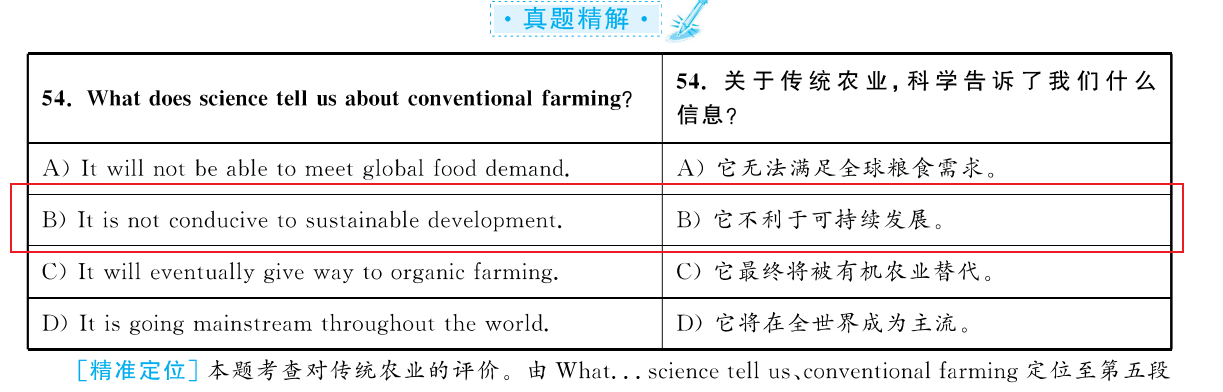 ·真题精解·
54. What does science tell us about conventional farming?
54. 关于传统农业,科学告诉了我们什么
信息?
A) It will not be able to meet global food demand.
A) 它无法满足全球粮食需求。
B) It is not conducive to sustainable development.
B) 它不利于可持续发展。
C) It will eventually give way to organic farming.
C) 它最终将被有机农业替代。
D) It is going mainstream throughout the world.
D) 它将在全世界成为主流。
[精准定位] 本题考查对传统农业的评价。由 What... science tell us、conventional farming 定位至第五段